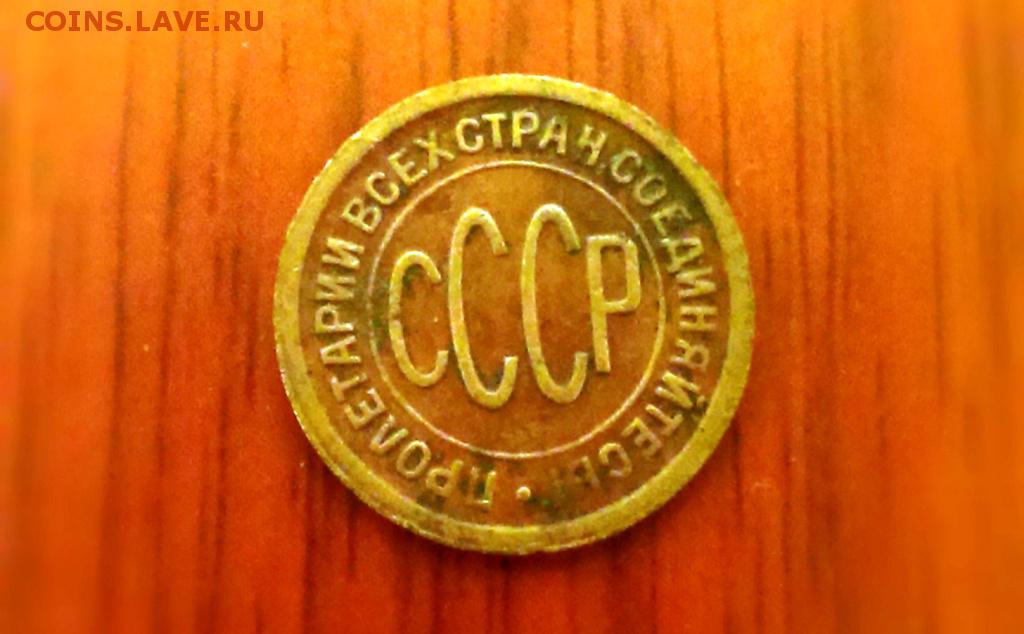 COINS.LAVE.RU
ПРОЛЕТАРИИ ВСЕХ СТРАН, СОЕДИНЯЙТЕСЬ! •
СССР